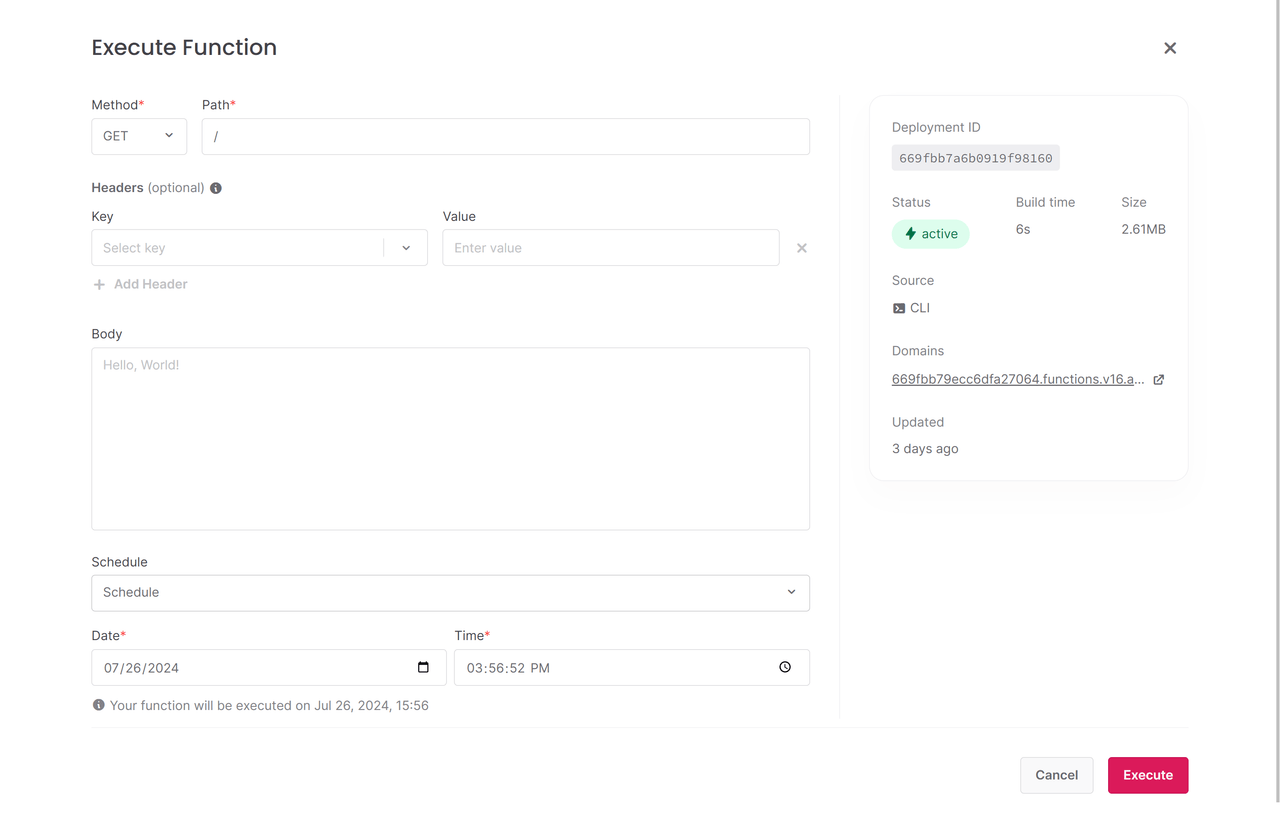 Execute Function
Method* Path*
GET /
Headers (optional)
Key Value
Select key Enter value
Add Header
Body
Hello, World!
Schedule
Schedule
Date* Time*
07/26/2024 03:56:52 PM
Your function will be executed on Jul 26, 2024, 15:56
Deployment ID
669fbb7a6b0919f98160
Status Build time Size
active 6s 2.61MB
Source
CLI
Domains
669fbb79ecc6dfa27064.functions.v16.a...
Updated
3 days ago
Cancel Execute